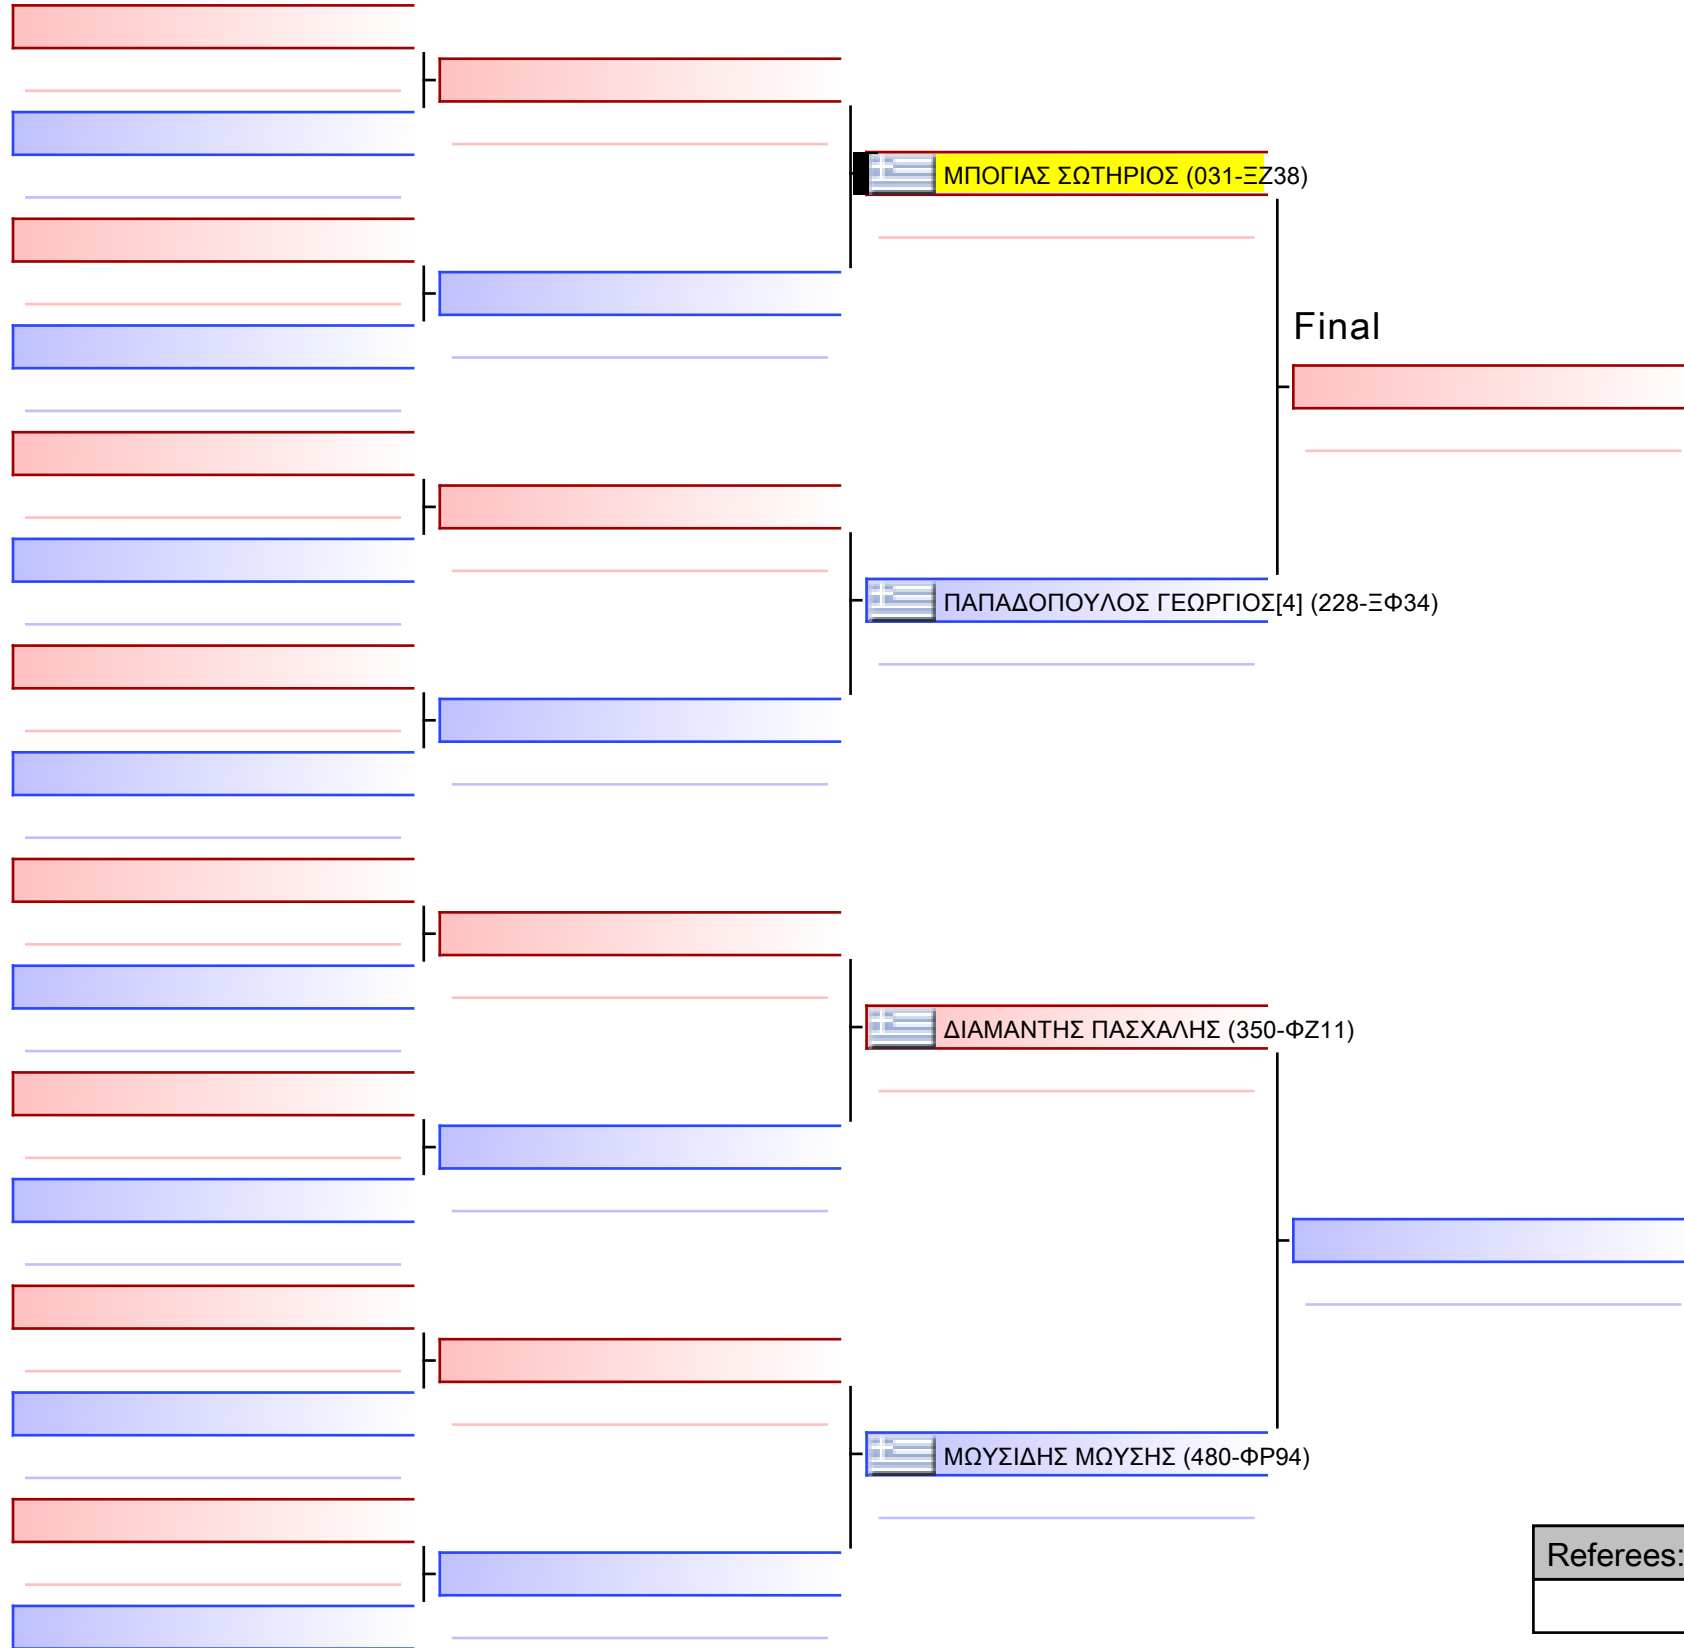 ΜΠΟΓΙΑΣ ΣΩΤΗΡΙΟΣ (031-ΞΖ38)
Final
ΠΑΠΑΔΟΠΟΥΛΟΣ ΓΕΩΡΓΙΟΣ[4] (228-ΞΦ34)
ΔΙΑΜΑΝΤΗΣ ΠΑΣΧΑΛΗΣ (350-ΦΖ11)
ΜΩΥΣΙΔΗΣ ΜΩΥΣΗΣ (480-ΦΡ94)
Referees: